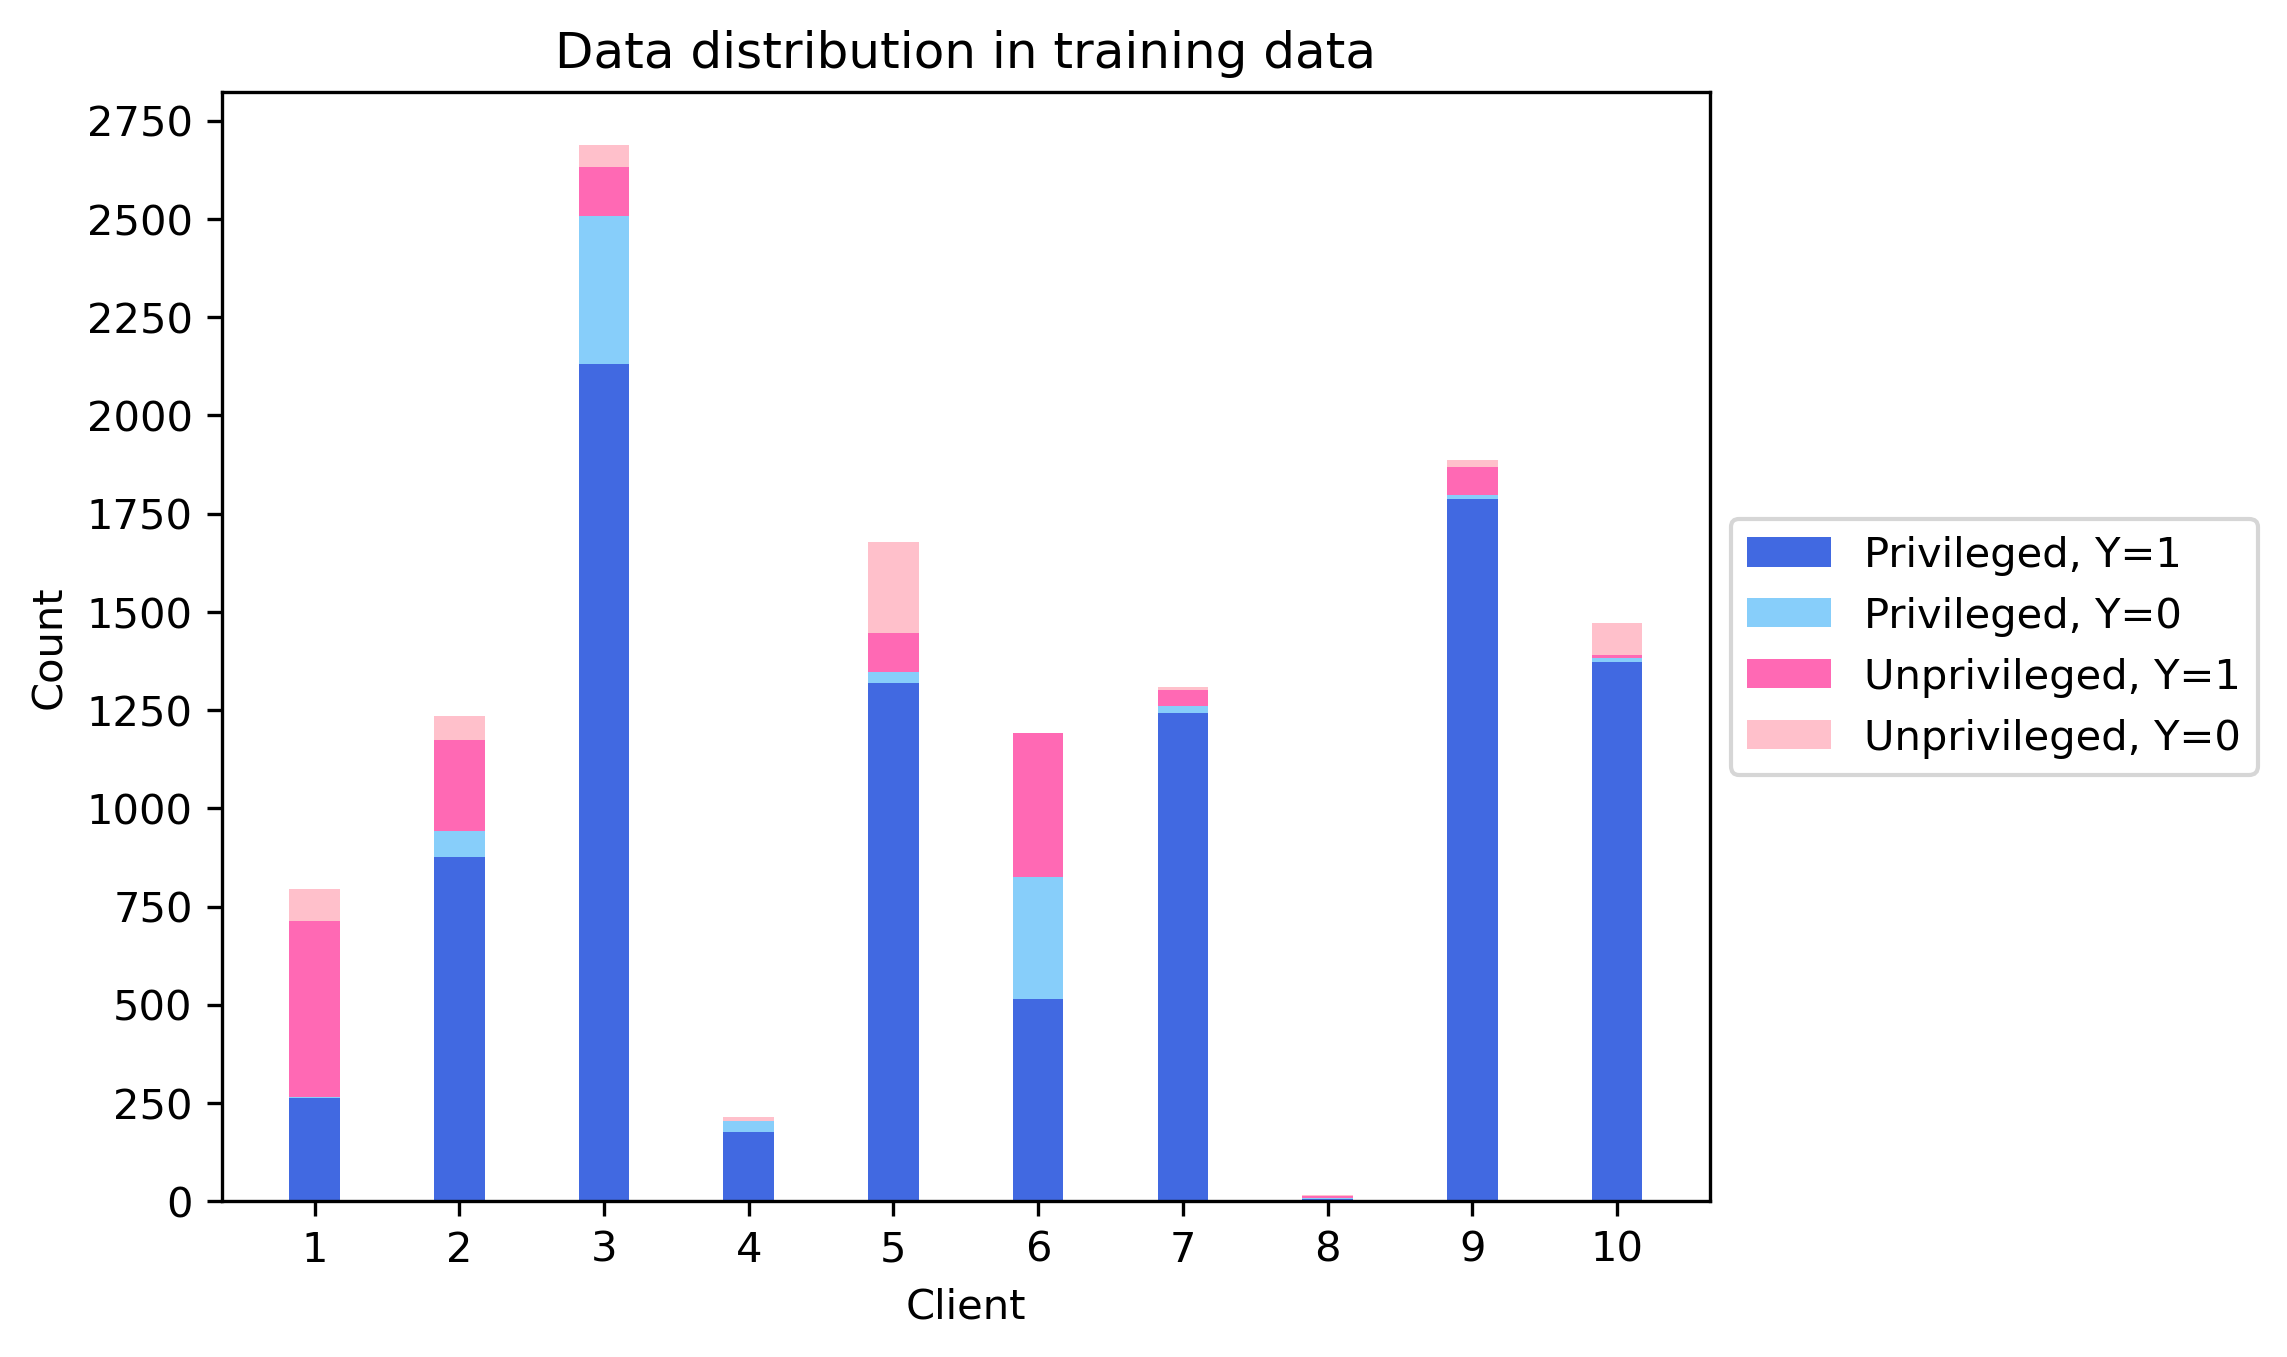 Data distribution in training data
2750
2500
2250
2000
1750
1500
1250
1000
750
500
250
0
Count
1 2 3 4 5 6 7 8 9 10
Client
Privileged, Y=1
Privileged, Y=0
Unprivileged, Y=1
Unprivileged, Y=0